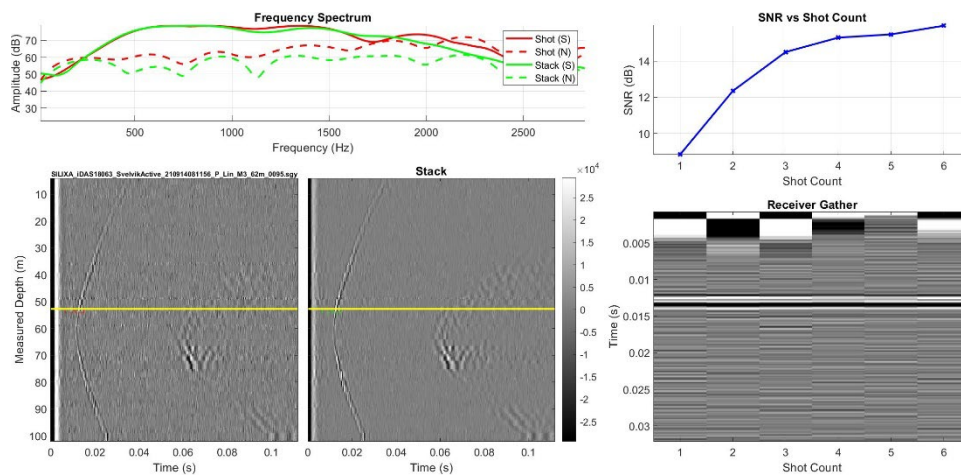 Frequency Spectrum
Amplitude (dB)
70
60
50
40
30
500
1000
1500
2000
2500
Frequency (Hz)
Shot (S)
Shot (N)
Stack (S)
Stack (N)
SNR vs Shot Count
SNR (dB)
14
12
10
1 2 3 4 5 6
Shot Count
SILIXA_iDAS18063_SvelvikActive_210914081156_P_Lin_M3_62m_0095.sgy
Measured Depth (m)
10
20
30
40
50
60
70
80
90
100
0 0.02 0.04 0.06 0.08 0.1
Time (s)
Stack
0 0.02 0.04 0.06 0.08 0.1
Time (s)
×10⁴
2.5
2
1.5
1
0.5
0
-0.5
-1
-1.5
-2
-2.5
Receiver Gather
Time (s)
0.005
0.01
0.015
0.02
0.025
0.03
1 2 3 4 5 6
Shot Count